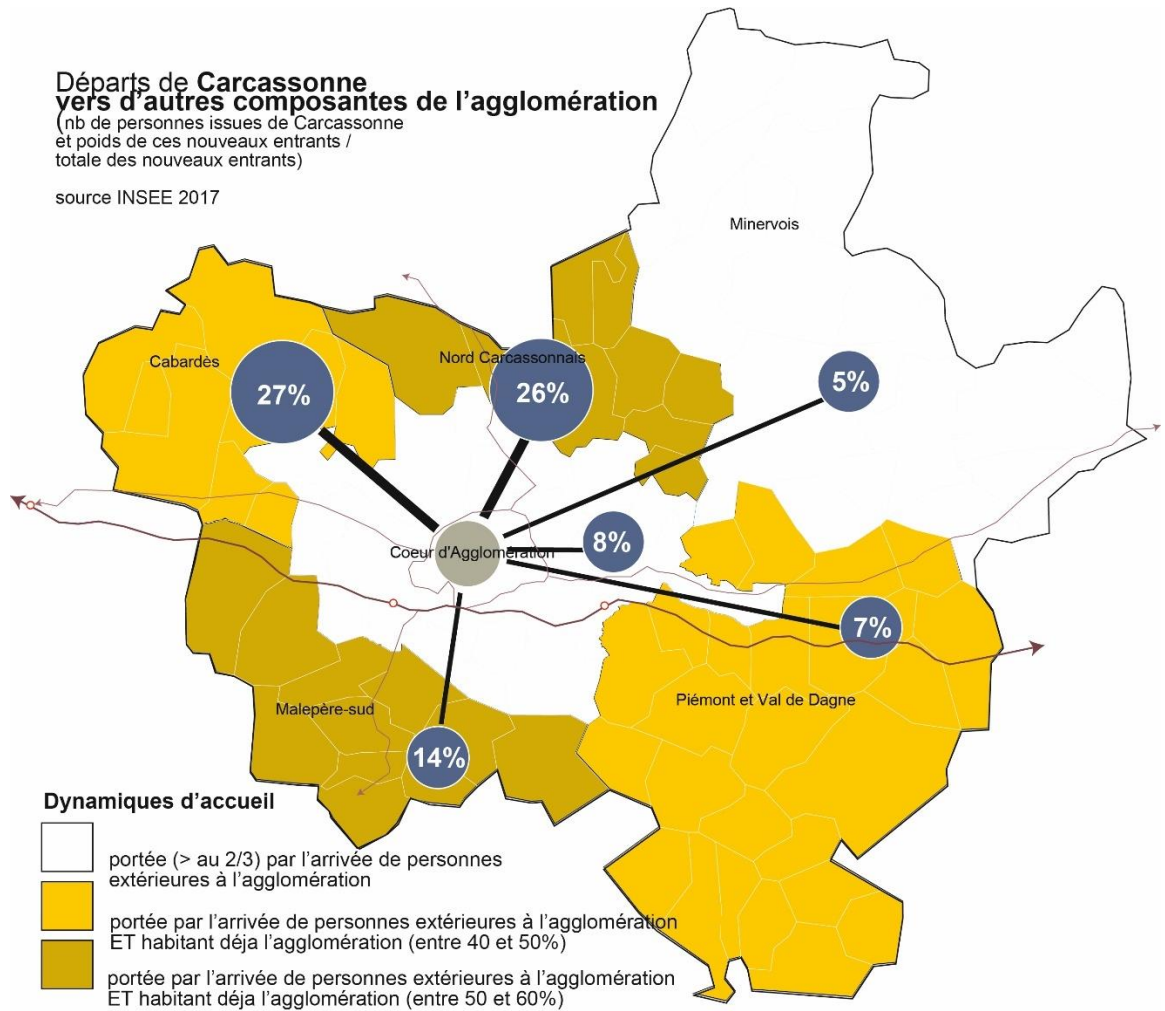 Départs de Carcassonne
vers d'autres composantes de l'agglomération
(nb de personnes issues de Carcassonne
et poids de ces nouveaux entrants /
totale des nouveaux entrants)
source INSEE 2017
Minervois
Cabardès
Nord Carcassonnais
27%
26%
5%
Coeur d'Agglomération
8%
7%
Malepère-sud
Piémont et Val de Dagne
14%
Dynamiques d'accueil
portée (> au 2/3) par l'arrivée de personnes
extérieures à l'agglomération
portée par l'arrivée de personnes extérieures à l'agglomération
ET habitant déja l'agglomération (entre 40 et 50%)
portée par l'arrivée de personnes extérieures à l'agglomération
ET habitant déja l'agglomération (entre 50 et 60%)